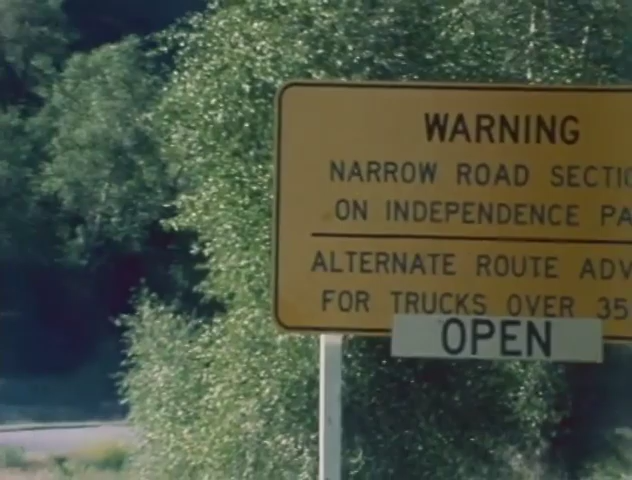 WARNING
NARROW ROAD SECTIO
ON INDEPENDENCE PA
ALTERNATE ROUTE ADV
FOR TRUCKS OVER 35
OPEN